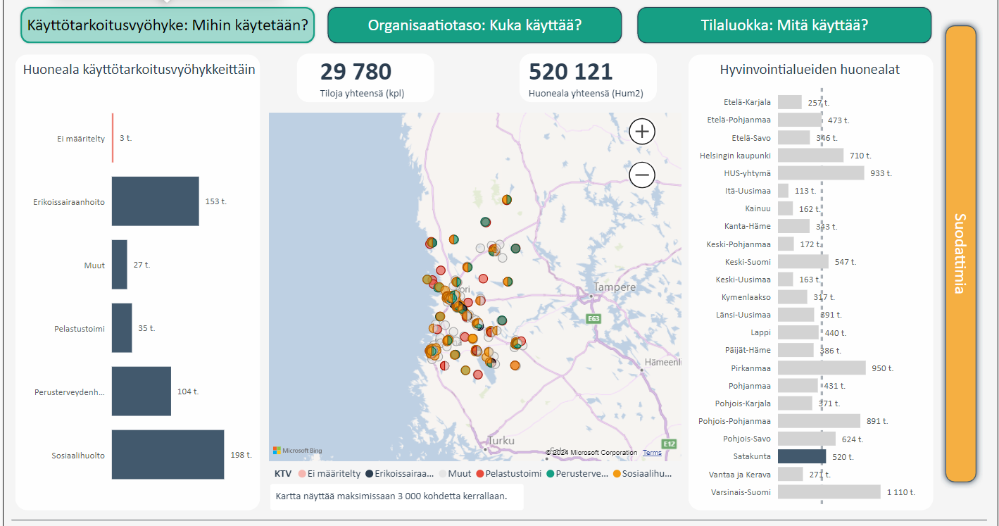 Käyttötarkoitusvyöhyke: Mihin käytetään?
Organisaatiotaso: Kuka käyttää?
Tilaluokka: Mitä käyttää?
Huoneala käyttötarkoitusvyöhykkeittäin
Ei määritelty 3 t.
Erikoissairaanhoito 153 t.
Muut 27 t.
Pelastustoimi 35 t.
Perusterveydenh... 104 t.
Sosiaalihuolto 198 t.
29 780
Tiloja yhteensä (kpl)
520 121
Huoneala yhteensä (Hum2)
Tampere
E63
Hämeenli
Turku
E12
Microsoft Bing
© 2024 Microsoft Corporation Terms
KTV Ei määritelty Erikoissairaa... Muut Pelastustoimi Perusterve... Sosiaalihu...
Kartta näyttää maksimissaan 3 000 kohdetta kerrallaan.
Hyvinvointialueiden huonealat
Etelä-Karjala 257 t.
Etelä-Pohjanmaa 473 t.
Etelä-Savo 346 t.
Helsingin kaupunki 710 t.
HUS-yhtymä 933 t.
Itä-Uusimaa 113 t.
Kainuu 162 t.
Kanta-Häme 343 t.
Keski-Pohjanmaa 172 t.
Keski-Suomi 547 t.
Keski-Uusimaa 163 t.
Kymenlaakso 317 t.
Länsi-Uusimaa 391 t.
Lappi 440 t.
Päijät-Häme 386 t.
Pirkanmaa 950 t.
Pohjanmaa 431 t.
Pohjois-Karjala 371 t.
Pohjois-Pohjanmaa 891 t.
Pohjois-Savo 624 t.
Satakunta 520 t.
Vantaa ja Kerava 271 t.
Varsinais-Suomi 1 110 t.
Suodattimia